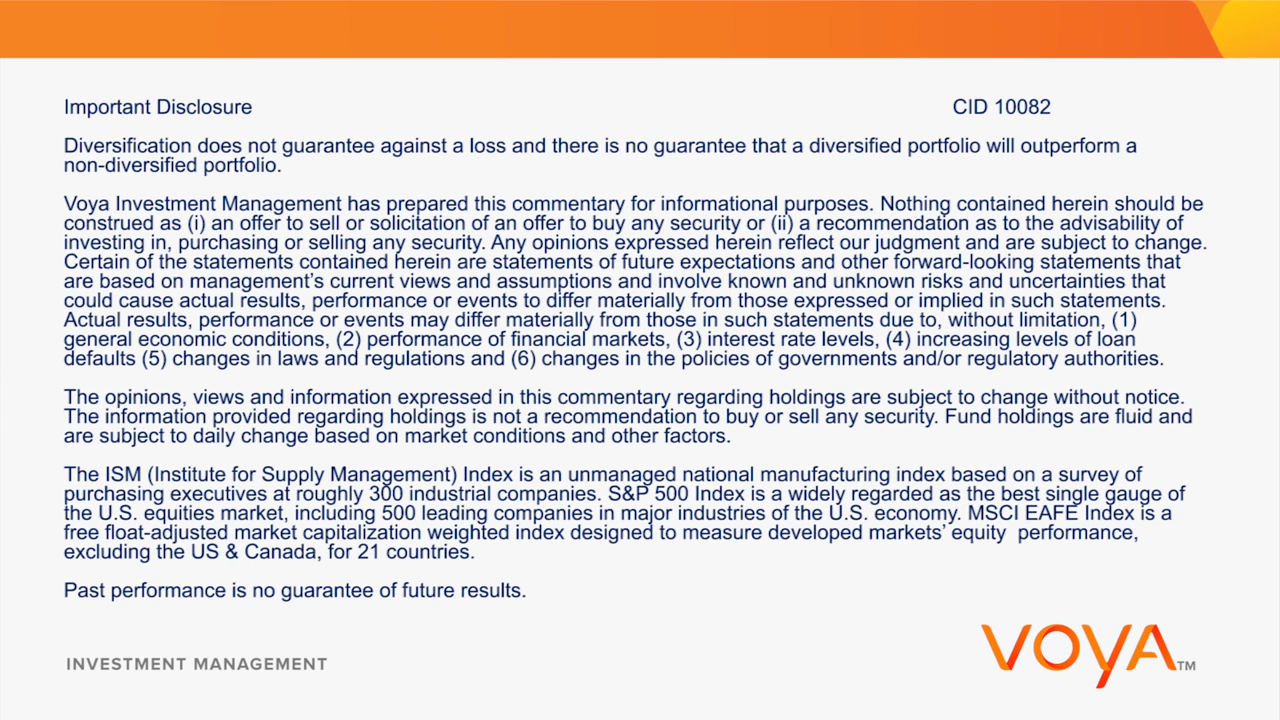 Important Disclosure CID 10082
Diversification does not guarantee against a loss and there is no guarantee that a diversified portfolio will outperform a
non-diversified portfolio.
Voya Investment Management has prepared this commentary for informational purposes. Nothing contained herein should be
construed as (i) an offer to sell or solicitation of an offer to buy any security or (ii) a recommendation as to the advisability of
investing in, purchasing or selling any security. Any opinions expressed herein reflect our judgment and are subject to change.
Certain of the statements contained herein are statements of future expectations and other forward-looking statements that
are based on management’s current views and assumptions and involve known and unknown risks and uncertainties that
could cause actual results, performance or events to differ materially from those expressed or implied in such statements.
Actual results, performance or events may differ materially from those in such statements due to, without limitation, (1)
general economic conditions, (2) performance of financial markets, (3) interest rate levels, (4) increasing levels of loan
defaults (5) changes in laws and regulations and (6) changes in the policies of governments and/or regulatory authorities.
The opinions, views and information expressed in this commentary regarding holdings are subject to change without notice.
The information provided regarding holdings is not a recommendation to buy or sell any security. Fund holdings are fluid and
are subject to daily change based on market conditions and other factors.
The ISM (Institute for Supply Management) Index is an unmanaged national manufacturing index based on a survey of
purchasing executives at roughly 300 industrial companies. S&P 500 Index is a widely regarded as the best single gauge of
the U.S. equities market, including 500 leading companies in major industries of the U.S. economy. MSCI EAFE Index is a
free float-adjusted market capitalization weighted index designed to measure developed markets’ equity performance,
excluding the US & Canada, for 21 countries.
Past performance is no guarantee of future results.
INVESTMENT MANAGEMENT
VOYA TM